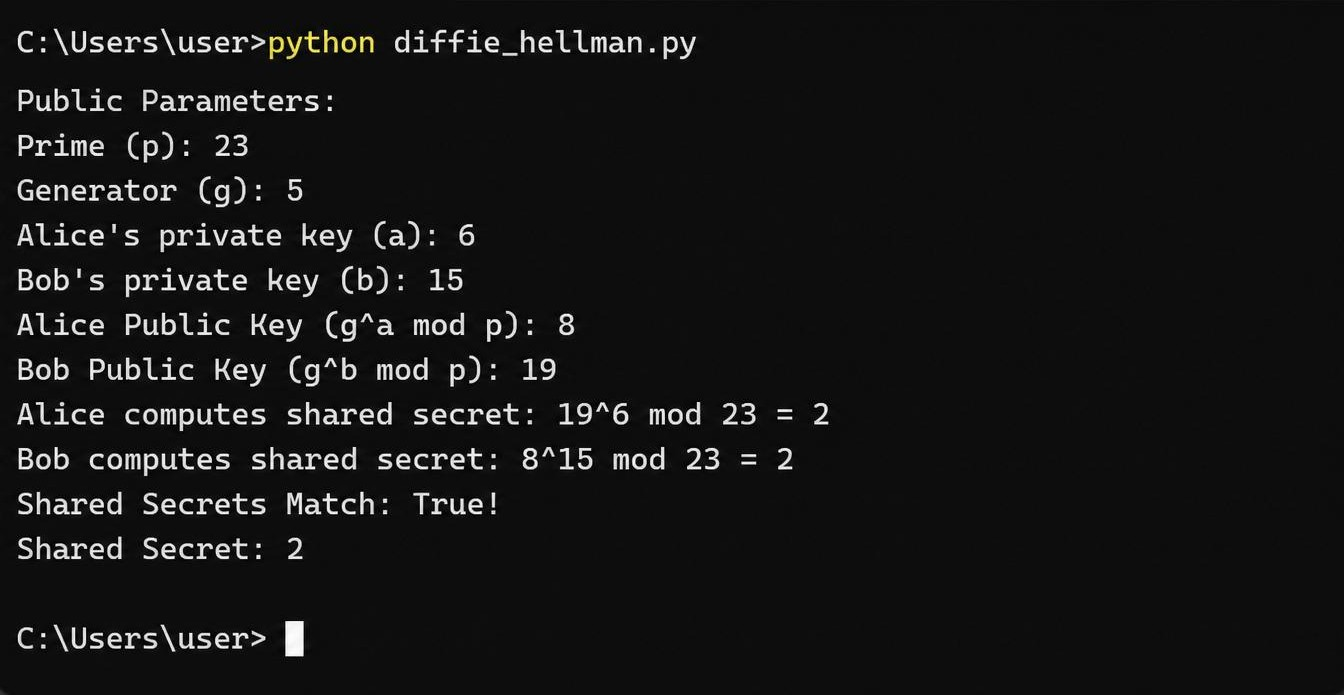 C:\Users\user>python diffie_hellman.py
Public Parameters:
Prime (p): 23
Generator (g): 5
Alice's private key (a): 6
Bob's private key (b): 15
Alice Public Key (g^a mod p): 8
Bob Public Key (g^b mod p): 19
Alice computes shared secret: 19^6 mod 23 = 2
Bob computes shared secret: 8^15 mod 23 = 2
Shared Secrets Match: True!
Shared Secret: 2
C:\Users\user>